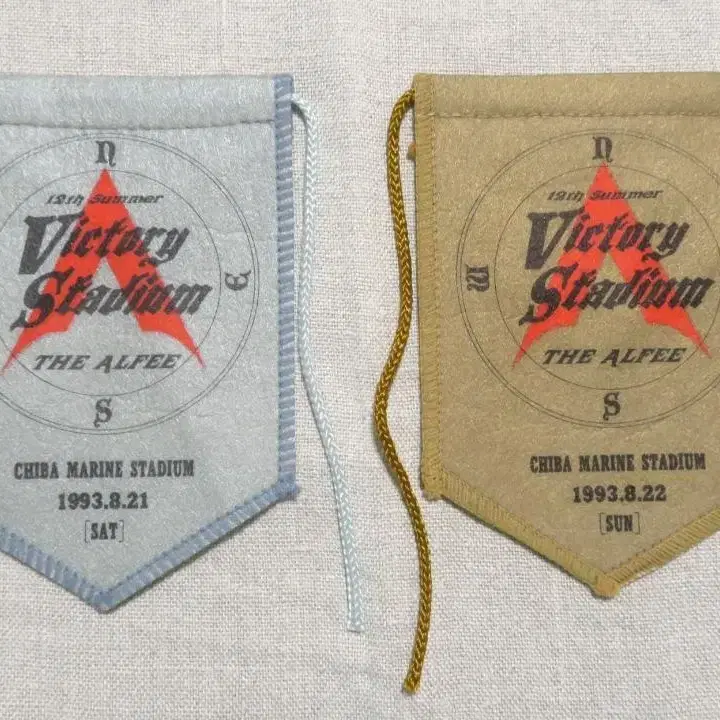 N
12th Summer
Victory
E
Stadium
THE ALFEE
S
CHIBA MARINE STADIUM
1993.8.21
[SAT]
N
12th Summer
Victory
W
Stadium
THE ALFEE
S
CHIBA MARINE STADIUM
1993.8.22
[SUN]